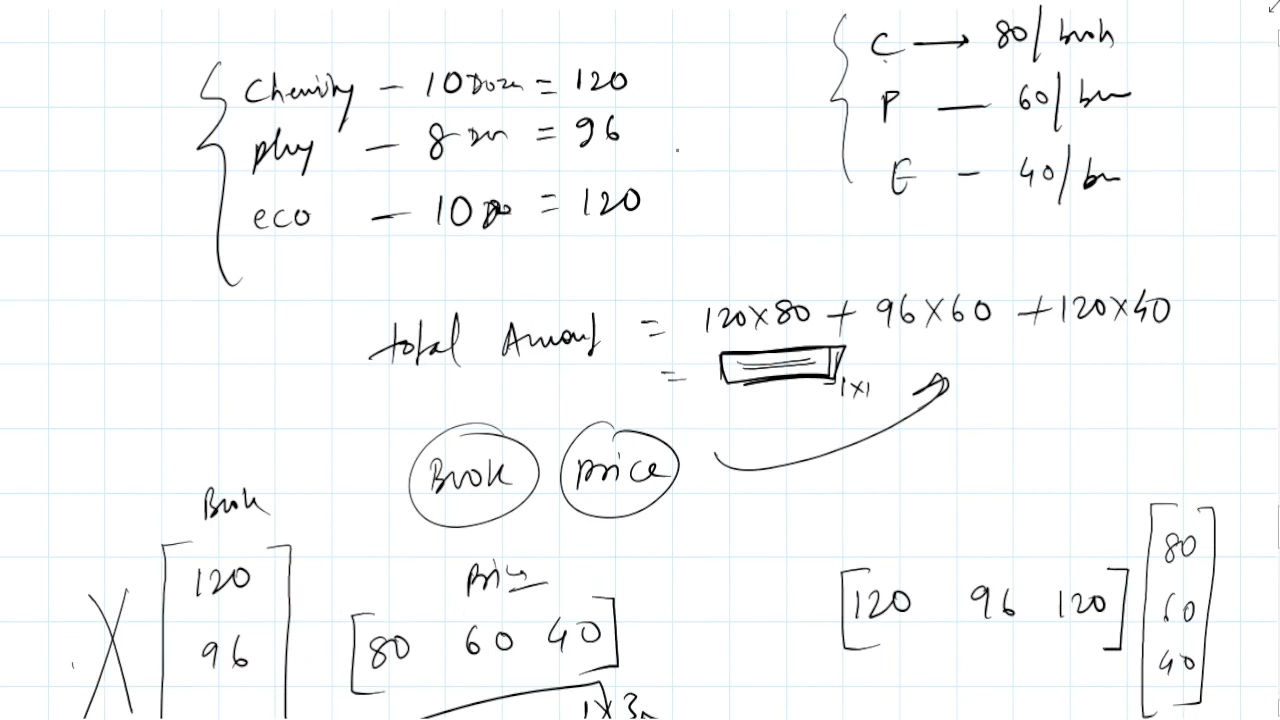 Chemistry - 10 Dozen = 120
phy - 8 = 96
eco - 10 Do = 120
C → 80/book
P - 60/
E - 40/
total Amount = 120×80 + 96×60 + 120×40
=
1×1
Book price
Book
120
96
Price
[80 60 40]
1×3
[120 96 120]
80
60
40